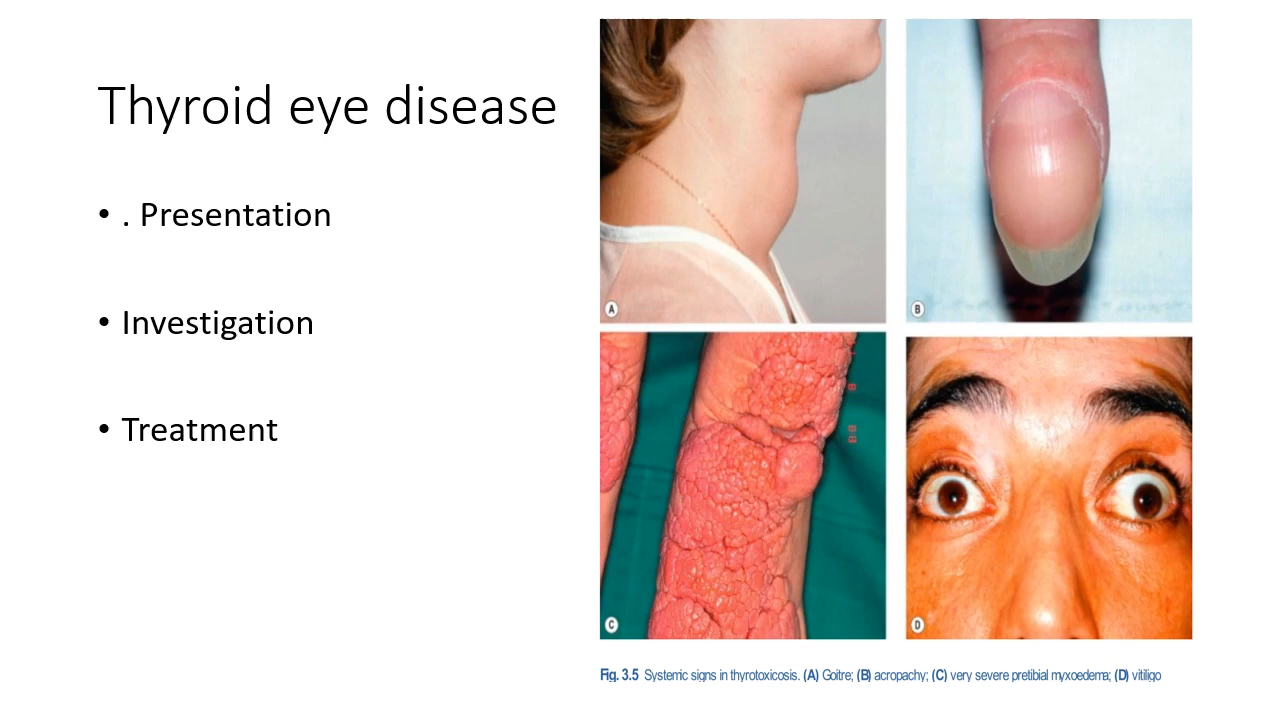 Thyroid eye disease
• . Presentation
• Investigation
• Treatment
A
B
C
D
Fig. 3.5 Systemic signs in thyrotoxicosis. (A) Goitre; (B) acropachy; (C) very severe pretibial myxoedema; (D) vitiligo